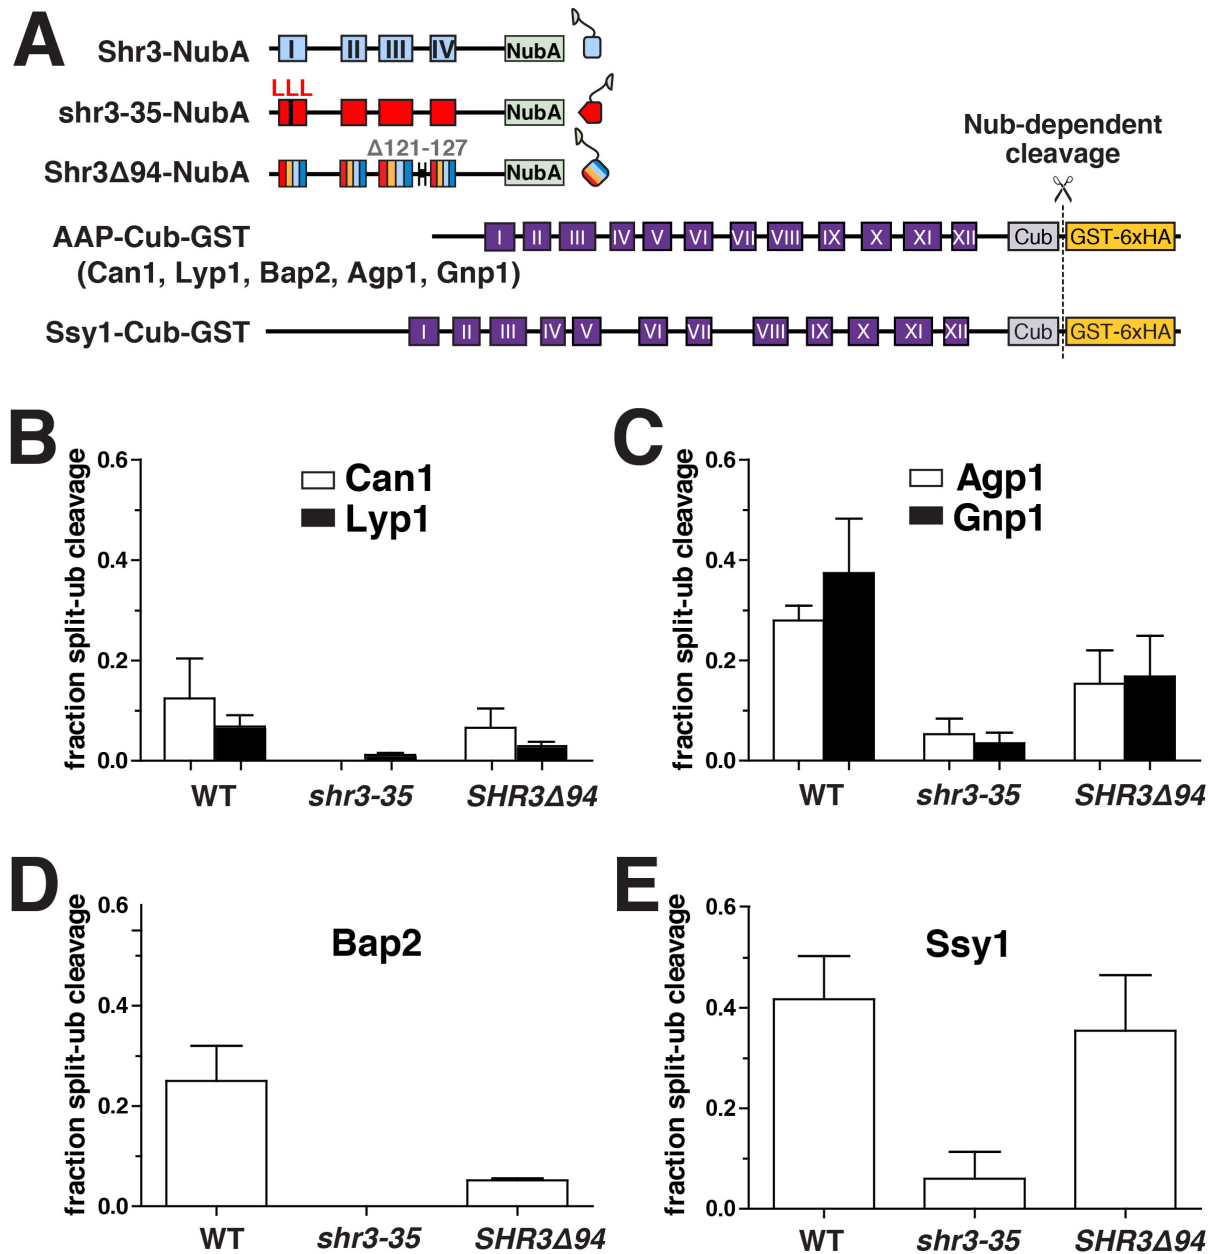 A
Shr3-NubA
I II III IV NubA
LLL
shr3-35-NubA
NubA
Δ121-127
Shr3Δ94-NubA
NubA
Nub-dependent
cleavage
AAP-Cub-GST
I II III IV V VI VII VIII IX X XI XII Cub GST-6xHA
(Can1, Lyp1, Bap2, Agp1, Gnp1)
Ssy1-Cub-GST
I II III IV V VI VII VIII IX X XI XII Cub GST-6xHA
B
fraction split-ub cleavage
0.6
0.4
0.2
0.0
Can1
Lyp1
WT shr3-35 SHR3Δ94
C
fraction split-ub cleavage
0.6
0.4
0.2
0.0
Agp1
Gnp1
WT shr3-35 SHR3Δ94
D
fraction split-ub cleavage
0.6
0.4
0.2
0.0
Bap2
WT shr3-35 SHR3Δ94
E
fraction split-ub cleavage
0.6
0.4
0.2
0.0
Ssy1
WT shr3-35 SHR3Δ94